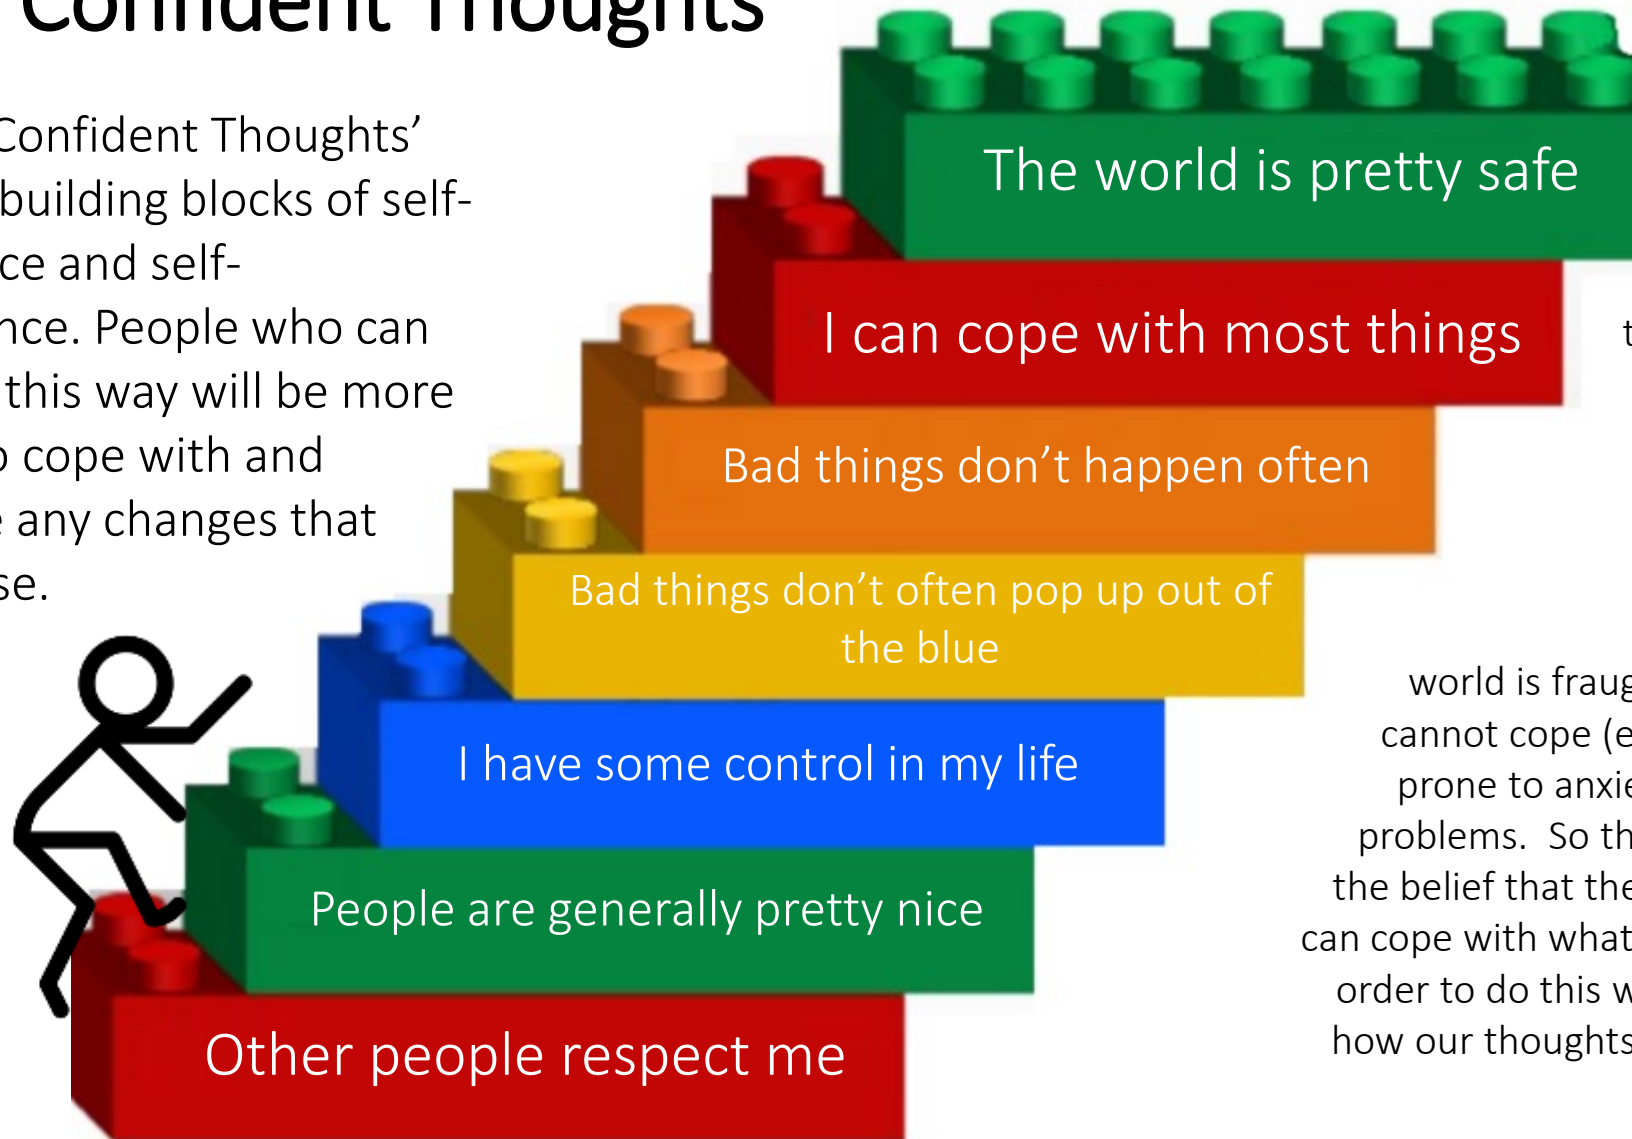 Confident Thoughts
Confident Thoughts’
building blocks of self-
ce and self-
nce. People who can
this way will be more
o cope with and
e any changes that
se.
The world is pretty safe
I can cope with most things
t
Bad things don’t happen often
Bad things don’t often pop up out of
the blue
I have some control in my life
People are generally pretty nice
Other people respect me
world is fraug
cannot cope (e
prone to anxie
problems.  So th
the belief that the
can cope with what
order to do this w
how our thoughts